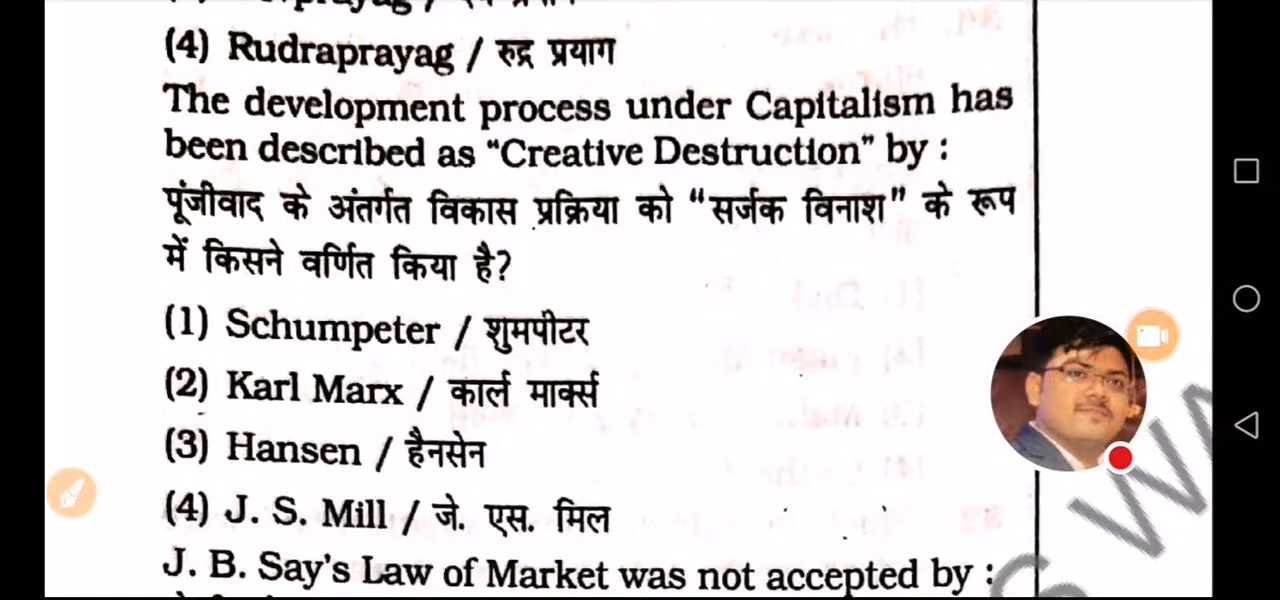 (4) Rudraprayag / रुद्र प्रयाग
The development process under Capitalism has
been described as “Creative Destruction” by :
पूंजीवाद के अंतर्गत विकास प्रक्रिया को “सर्जक विनाश” के रूप
में किसने वर्णित किया है?
(1) Schumpeter / शुमपीटर
(2) Karl Marx / कार्ल मार्क्स
(3) Hansen / हैनसेन
(4) J. S. Mill / जे. एस. मिल
J. B. Say’s Law of Market was not accepted by :